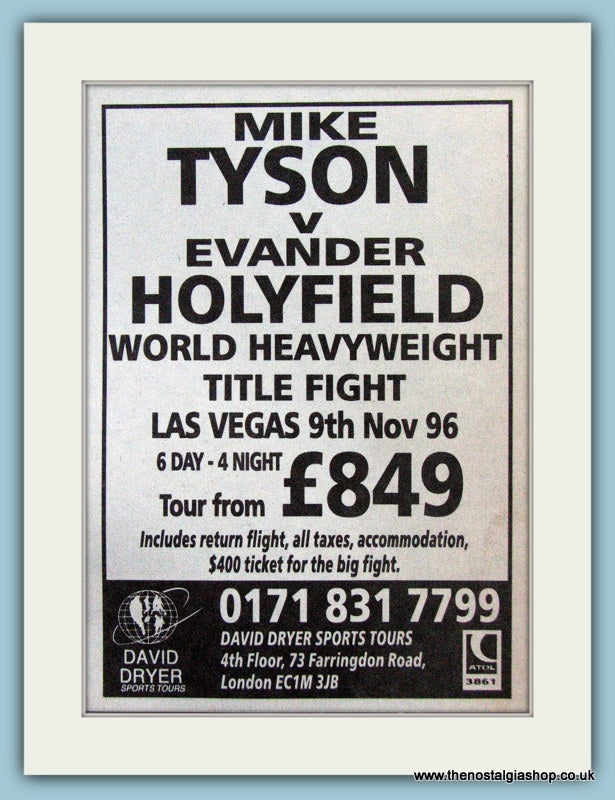 MIKE
TYSON
V
EVANDER
HOLYFIELD
WORLD HEAVYWEIGHT
TITLE FIGHT
LAS VEGAS 9th Nov 96
6 DAY - 4 NIGHT
Tour from £849
Includes return flight, all taxes, accommodation,
$400 ticket for the big fight.
DAVID
DRYER
SPORTS TOURS
0171 831 7799
DAVID DRYER SPORTS TOURS
4th Floor, 73 Farringdon Road,
London EC1M 3JB
ATOL
3861
www.thenostalgiashop.co.uk